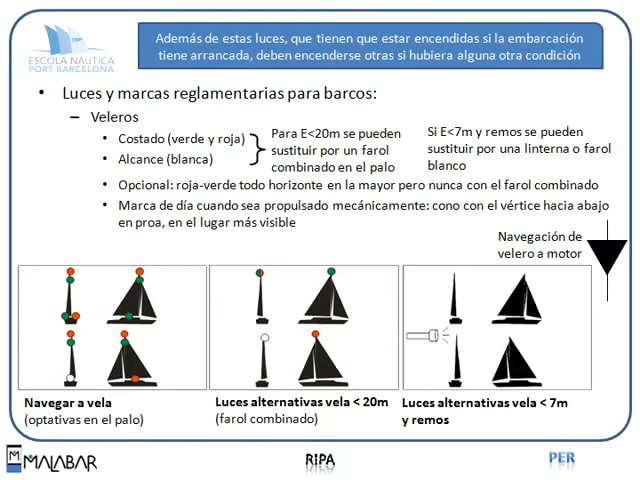 Además de estas luces, que tienen que estar encendidas si la embarcación
tiene arrancada, deben encenderse otras si hubiera alguna otra condición
ENP
ESCOLA NÀUTICA
PORT BARCELONA
• Luces y marcas reglamentarias para barcos:
– Veleros
• Costado (verde y roja)
• Alcance (blanca)
Para E<20m se pueden
sustituir por un farol
combinado en el palo
Si E<7m y remos se pueden
sustituir por una linterna o farol
blanco
• Opcional: roja-verde todo horizonte en la mayor pero nunca con el farol combinado
• Marca de día cuando sea propulsado mecánicamente: cono con el vértice hacia abajo
en proa, en el lugar más visible
Navegación de
velero a motor
Navegar a vela
(optativas en el palo)
Luces alternativas vela < 20m
(farol combinado)
Luces alternativas vela < 7m
y remos
MALABAR
RIPA
PER